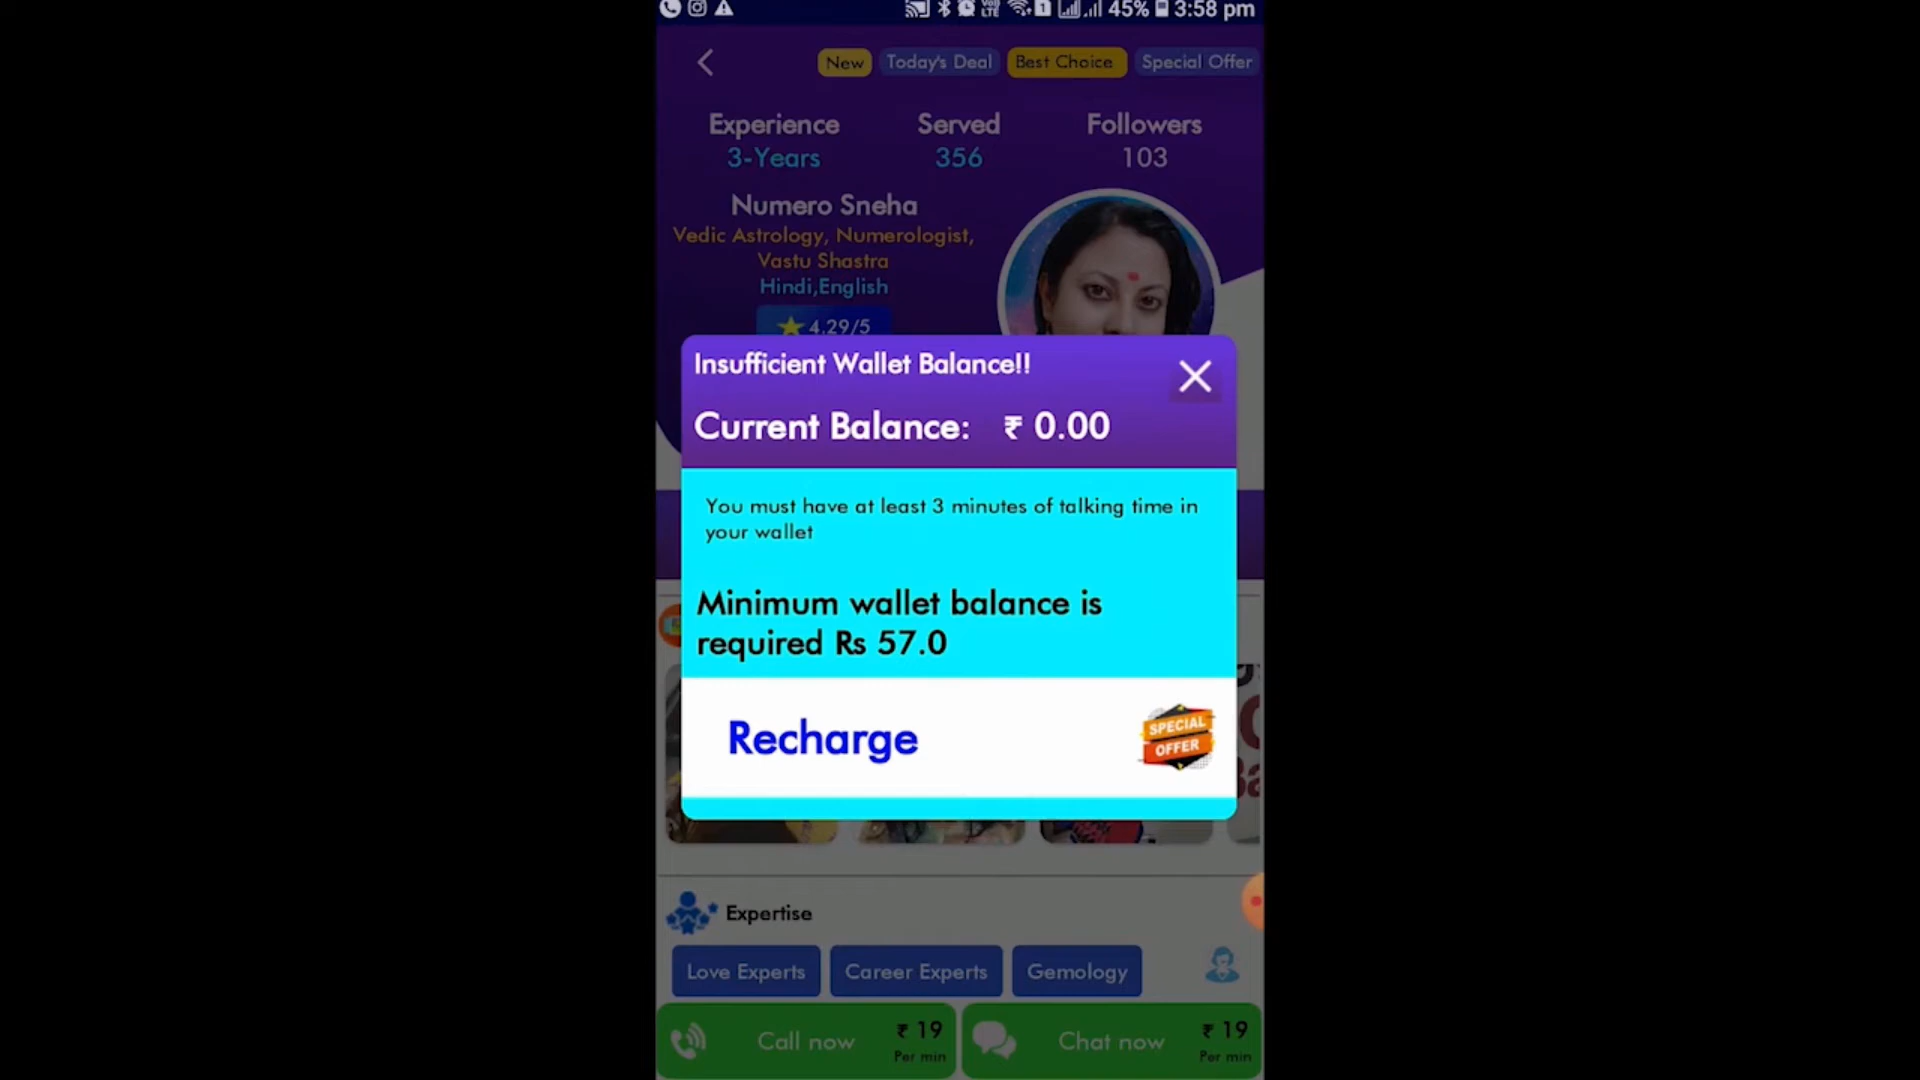 VoD
LTE
1
45%
3:58 pm
New
Today's Deal
Best Choice
Special Offer
Experience
3-Years
Served
356
Followers
103
Numero Sneha
Vedic Astrology, Numerologist,
Vastu Shastra
Hindi,English
4.29/5
Insufficient Wallet Balance!!
Current Balance: ₹ 0.00
You must have at least 3 minutes of talking time in
your wallet
Minimum wallet balance is
required Rs 57.0
Recharge
SPECIAL
OFFER
Expertise
Love Experts
Career Experts
Gemology
Call now
₹ 19
Per min
Chat now
₹ 19
Per min